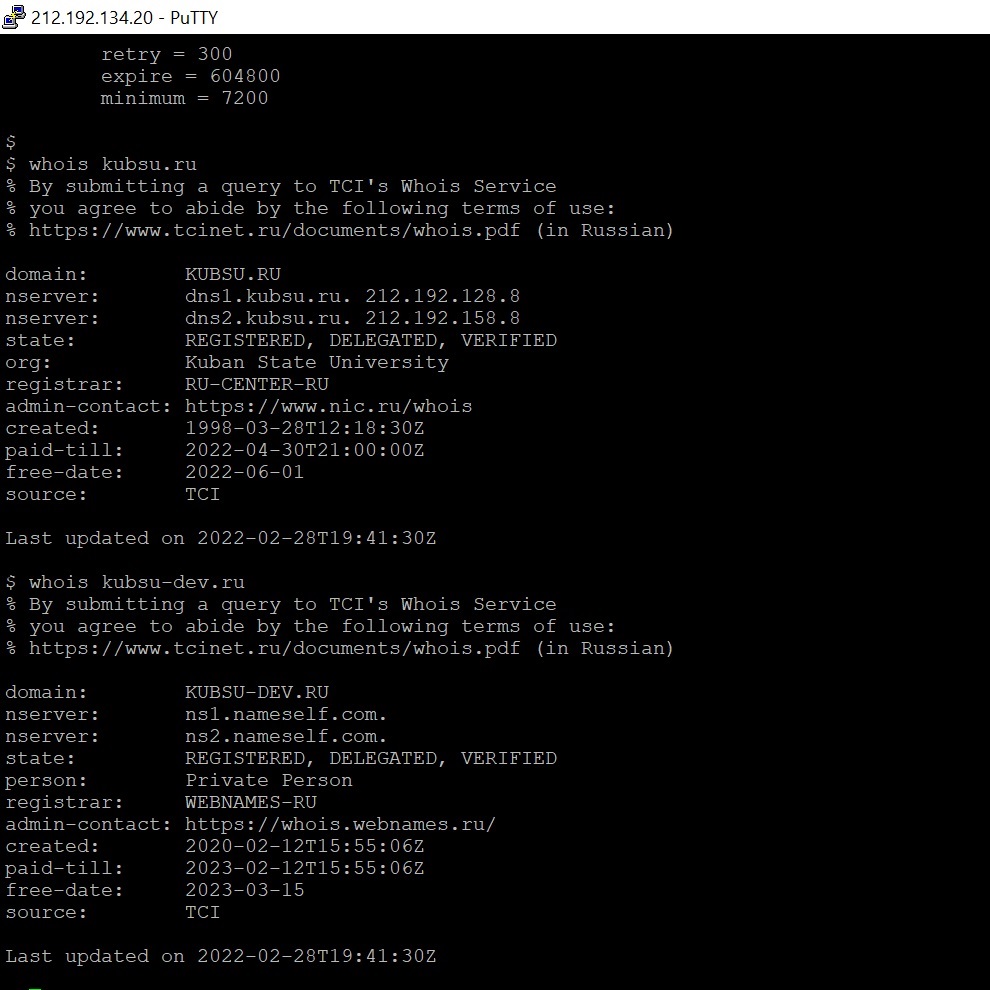 212.192.134.20 - PuTTY
retry = 300
expire = 604800
minimum = 7200
$
$ whois kubsu.ru
% By submitting a query to TCI's Whois Service
% you agree to abide by the following terms of use:
% https://www.tcinet.ru/documents/whois.pdf (in Russian)
domain: KUBSU.RU
nserver: dns1.kubsu.ru. 212.192.128.8
nserver: dns2.kubsu.ru. 212.192.158.8
state: REGISTERED, DELEGATED, VERIFIED
org: Kuban State University
registrar: RU-CENTER-RU
admin-contact: https://www.nic.ru/whois
created: 1998-03-28T12:18:30Z
paid-till: 2022-04-30T21:00:00Z
free-date: 2022-06-01
source: TCI
Last updated on 2022-02-28T19:41:30Z
$ whois kubsu-dev.ru
% By submitting a query to TCI's Whois Service
% you agree to abide by the following terms of use:
% https://www.tcinet.ru/documents/whois.pdf (in Russian)
domain: KUBSU-DEV.RU
nserver: ns1.nameself.com.
nserver: ns2.nameself.com.
state: REGISTERED, DELEGATED, VERIFIED
person: Private Person
registrar: WEBNAMES-RU
admin-contact: https://whois.webnames.ru/
created: 2020-02-12T15:55:06Z
paid-till: 2023-02-12T15:55:06Z
free-date: 2023-03-15
source: TCI
Last updated on 2022-02-28T19:41:30Z